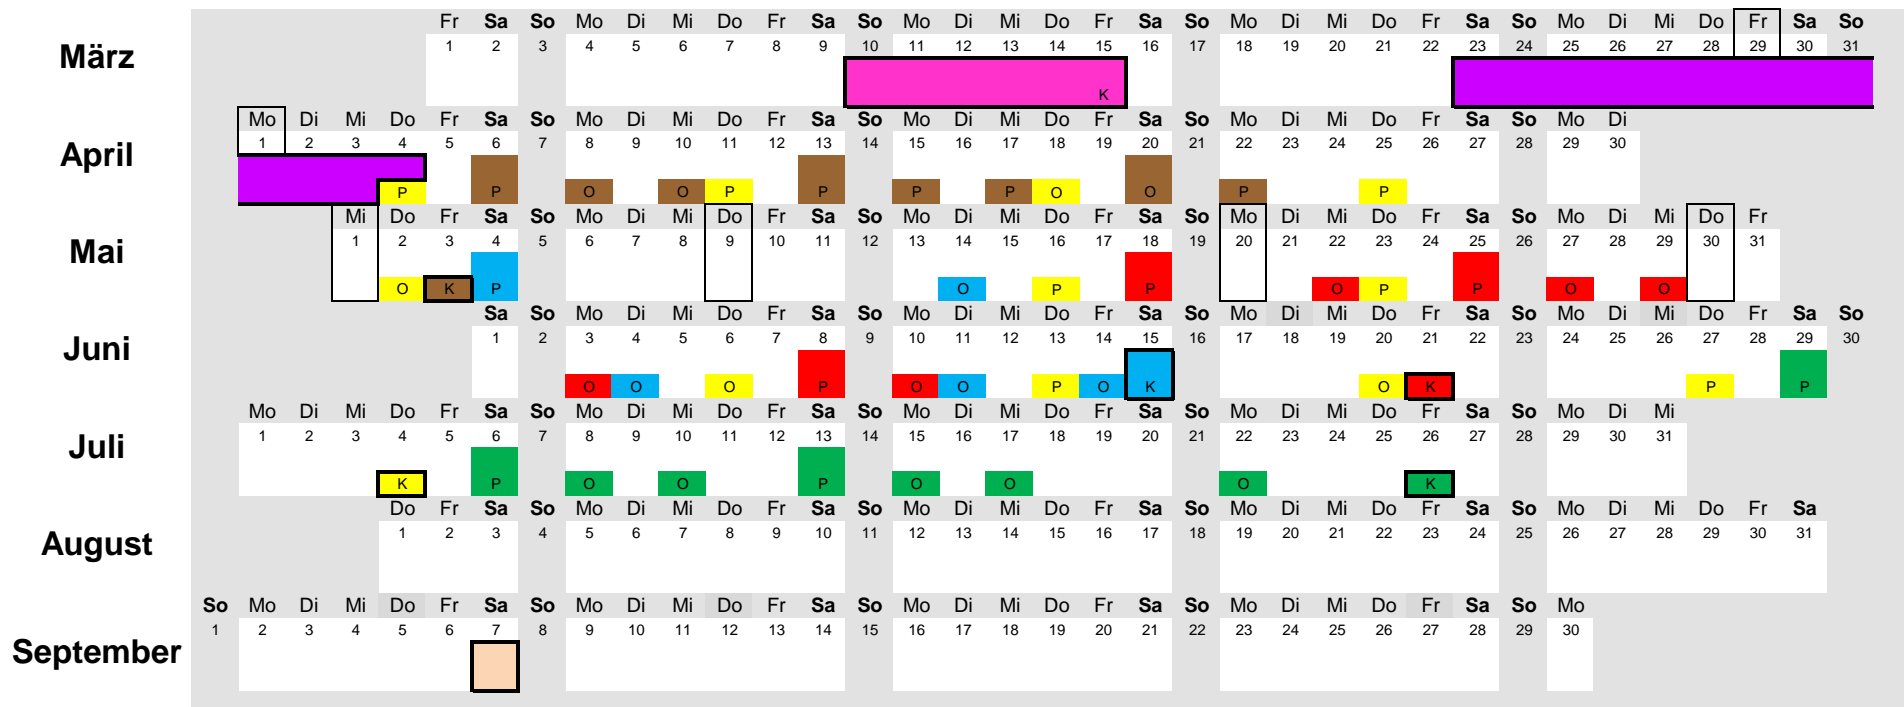 Fr Sa So Mo Di Mi Do Fr Sa So Mo Di Mi Do Fr Sa So Mo Di Mi Do Fr Sa So Mo Di Mi Do Fr Sa So
März
1 2 3 4 5 6 7 8 9 10 11 12 13 14 15 16 17 18 19 20 21 22 23 24 25 26 27 28 29 30 31
K
Mo Di Mi Do Fr Sa So Mo Di Mi Do Fr Sa So Mo Di Mi Do Fr Sa So Mo Di Mi Do Fr Sa So Mo Di
April
1 2 3 4 5 6 7 8 9 10 11 12 13 14 15 16 17 18 19 20 21 22 23 24 25 26 27 28 29 30
P P O O P P P P O O P P
Mi Do Fr Sa So Mo Di Mi Do Fr Sa So Mo Di Mi Do Fr Sa So Mo Di Mi Do Fr Sa So Mo Di Mi Do Fr
Mai
1 2 3 4 5 6 7 8 9 10 11 12 13 14 15 16 17 18 19 20 21 22 23 24 25 26 27 28 29 30 31
O K P O P P O P P O O
Sa So Mo Di Mi Do Fr Sa So Mo Di Mi Do Fr Sa So Mo Di Mi Do Fr Sa So Mo Di Mi Do Fr Sa So
Juni
1 2 3 4 5 6 7 8 9 10 11 12 13 14 15 16 17 18 19 20 21 22 23 24 25 26 27 28 29 30
O O O P O O P O K O K P P
Mo Di Mi Do Fr Sa So Mo Di Mi Do Fr Sa So Mo Di Mi Do Fr Sa So Mo Di Mi Do Fr Sa So Mo Di Mi
Juli
1 2 3 4 5 6 7 8 9 10 11 12 13 14 15 16 17 18 19 20 21 22 23 24 25 26 27 28 29 30 31
K P O O P O O O K
Do Fr Sa So Mo Di Mi Do Fr Sa So Mo Di Mi Do Fr Sa So Mo Di Mi Do Fr Sa So Mo Di Mi Do Fr Sa
August
1 2 3 4 5 6 7 8 9 10 11 12 13 14 15 16 17 18 19 20 21 22 23 24 25 26 27 28 29 30 31
So Mo Di Mi Do Fr Sa So Mo Di Mi Do Fr Sa So Mo Di Mi Do Fr Sa So Mo Di Mi Do Fr Sa So Mo
1 2 3 4 5 6 7 8 9 10 11 12 13 14 15 16 17 18 19 20 21 22 23 24 25 26 27 28 29 30
September